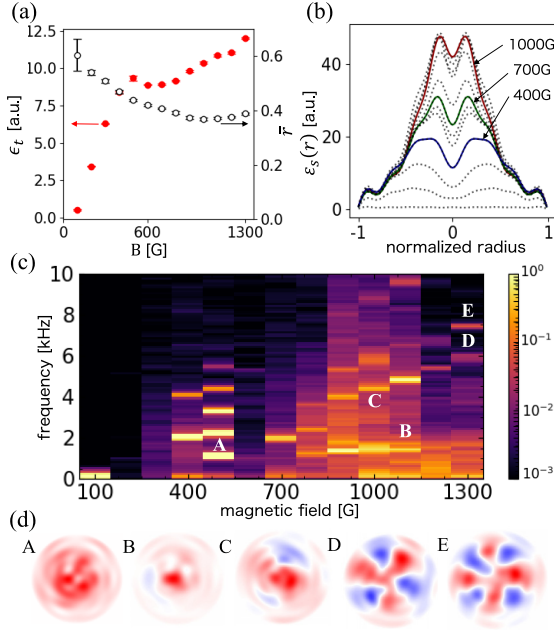 (a)
12.5
10.0
7.5
5.0
2.5
0.0
ϵt [a.u.]
0.6
0.4
0.2
0.0
r̄
0 600 1300
B [G]
(b)
40
20
0
εs(r) [a.u.]
1000G
700G
400G
-1 0 1
normalized radius
(c)
10
8
6
4
2
0
frequency [kHz]
A
B
C
D
E
100 400 700 1000 1300
magnetic field [G]
10⁰
10⁻¹
10⁻²
10⁻³
(d)
A B C D E